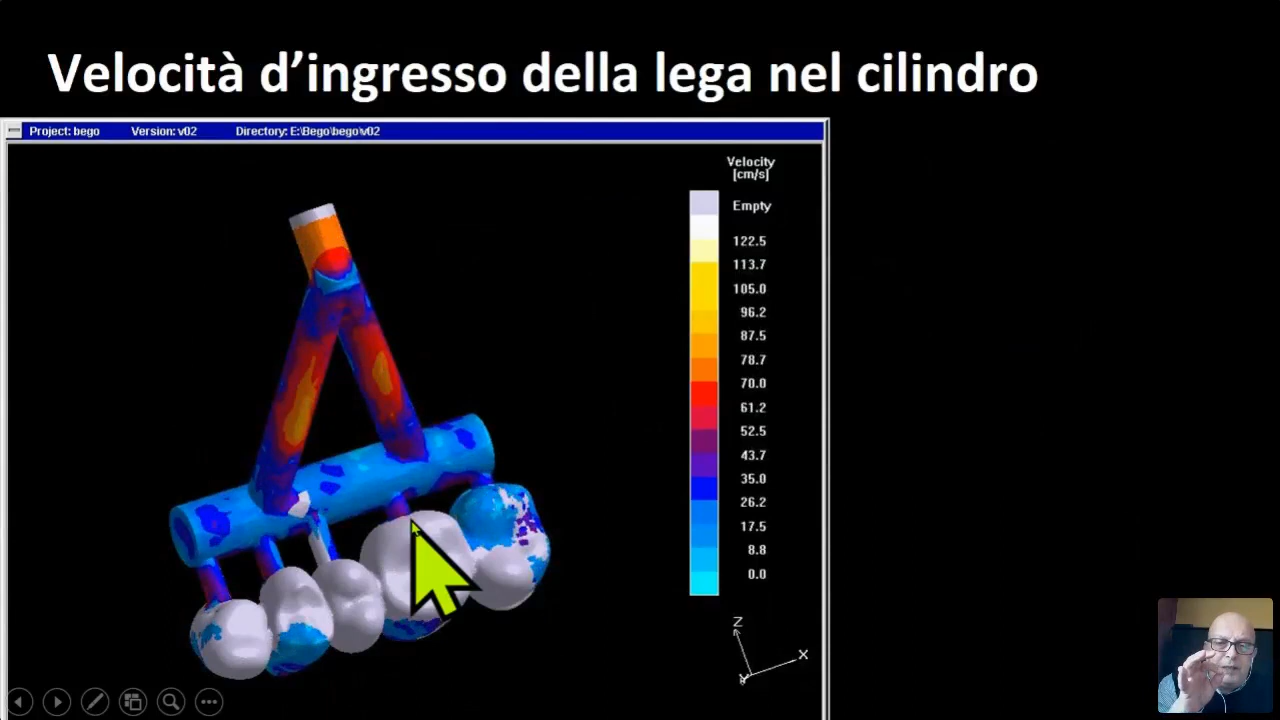 Velocità d’ingresso della lega nel cilindro
Project: bego Version: v02 Directory: E:\Bego\bego\v02
Velocity
[cm/s]
Empty
122.5
113.7
105.0
96.2
87.5
78.7
70.0
61.2
52.5
43.7
35.0
26.2
17.5
8.8
0.0
Z
X
Y